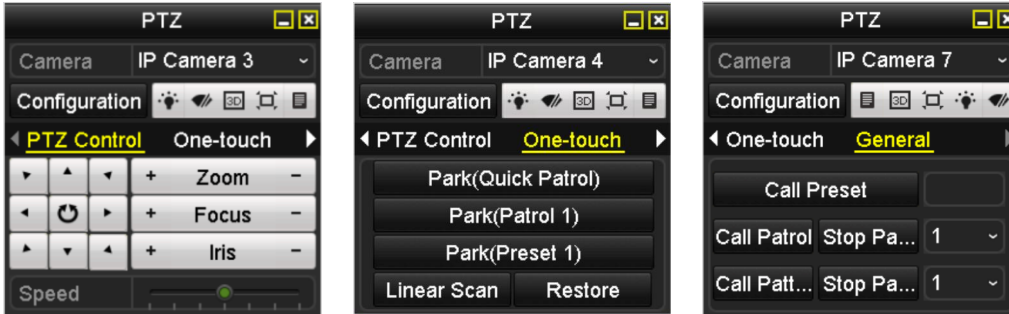 PTZ
Camera IP Camera 3
Configuration 3D
PTZ Control One-touch
+ Zoom -
+ Focus -
+ Iris -
Speed
PTZ
Camera IP Camera 4
Configuration 3D
PTZ Control One-touch
Park(Quick Patrol)
Park(Patrol 1)
Park(Preset 1)
Linear Scan Restore
PTZ
Camera IP Camera 7
Configuration 3D
One-touch General
Call Preset
Call Patrol Stop Pa... 1
Call Patt... Stop Pa... 1